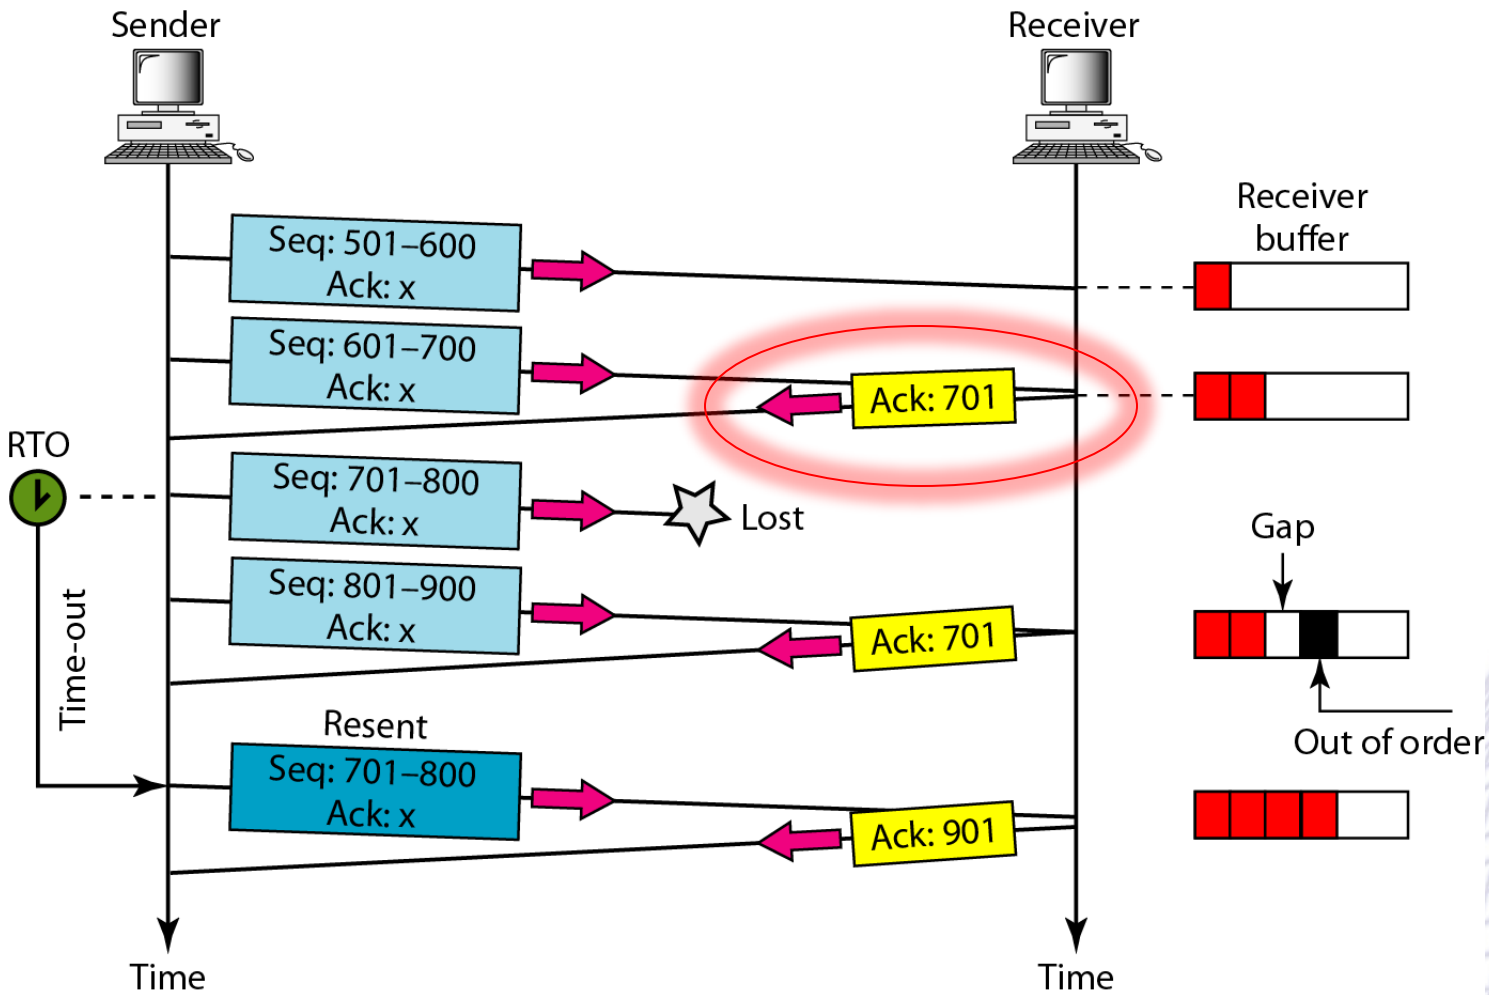 Sender
Receiver
Receiver
buffer
Seq: 501–600
Ack: x
Seq: 601–700
Ack: x
Ack: 701
RTO
Seq: 701–800
Ack: x
Lost
Gap
Time-out
Seq: 801–900
Ack: x
Ack: 701
Out of order
Resent
Seq: 701–800
Ack: x
Ack: 901
Time
Time